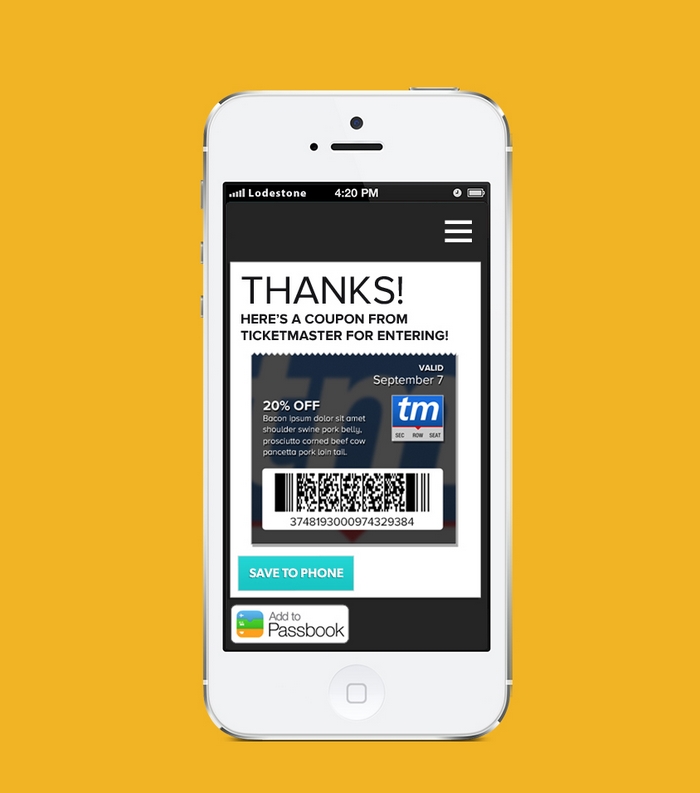 Lodestone 4:20 PM
THANKS!
HERE'S A COUPON FROM
TICKETMASTER FOR ENTERING!
VALID
September 7
20% OFF
Bacon ipsum dolor sit amet
shoulder swine pork belly,
prosciutto corned beef cow
pancetta pork loin tail.
tm
SEC ROW SEAT
3748193000974329384
SAVE TO PHONE
Add to
Passbook